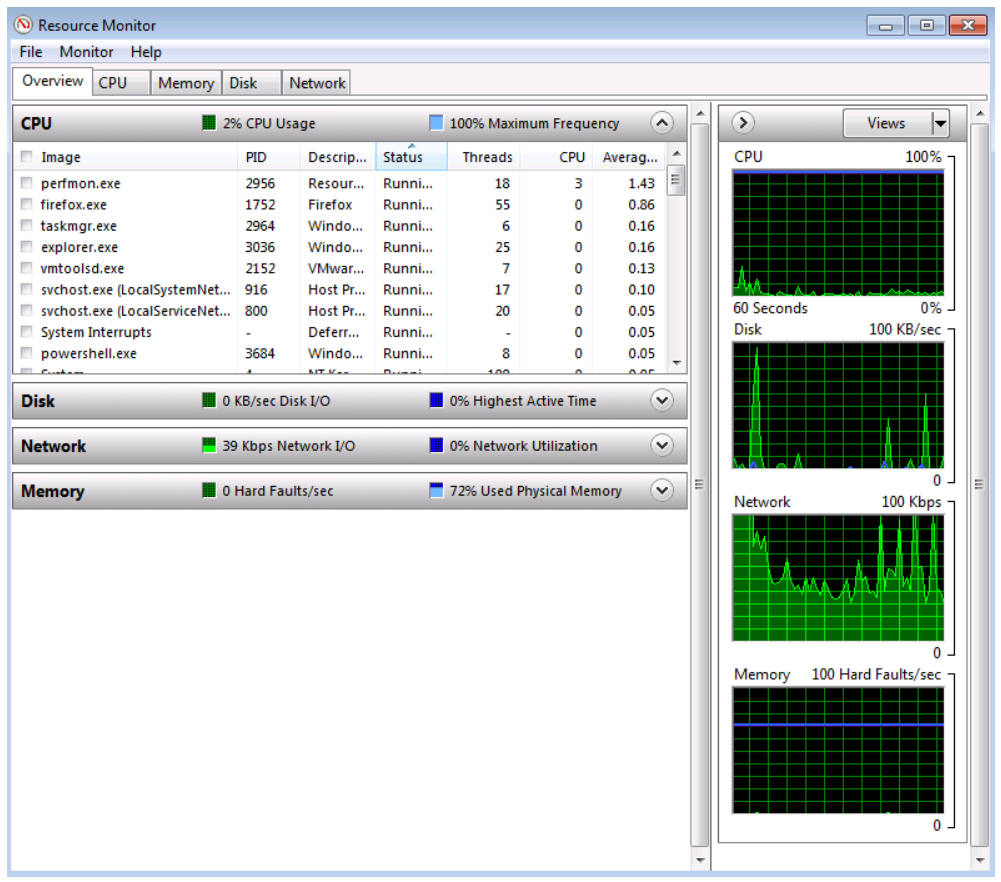 Resource Monitor
File Monitor Help
Overview CPU Memory Disk Network
CPU 2% CPU Usage 100% Maximum Frequency
Image PID Descrip... Status Threads CPU Averag...
perfmon.exe 2956 Resour... Runni... 18 3 1.43
firefox.exe 1752 Firefox Runni... 55 0 0.86
taskmgr.exe 2964 Windo... Runni... 6 0 0.16
explorer.exe 3036 Windo... Runni... 25 0 0.16
vmtoolsd.exe 2152 VMwar... Runni... 7 0 0.13
svchost.exe (LocalSystemNet... 916 Host Pr... Runni... 17 0 0.10
svchost.exe (LocalServiceNet... 800 Host Pr... Runni... 20 0 0.05
System Interrupts - Deferr... Runni... - 0 0.05
powershell.exe 3684 Windo... Runni... 8 0 0.05
Disk 0 KB/sec Disk I/O 0% Highest Active Time
Network 39 Kbps Network I/O 0% Network Utilization
Memory 0 Hard Faults/sec 72% Used Physical Memory
Views
CPU 100%
60 Seconds 0%
Disk 100 KB/sec
0
Network 100 Kbps
0
Memory 100 Hard Faults/sec
0